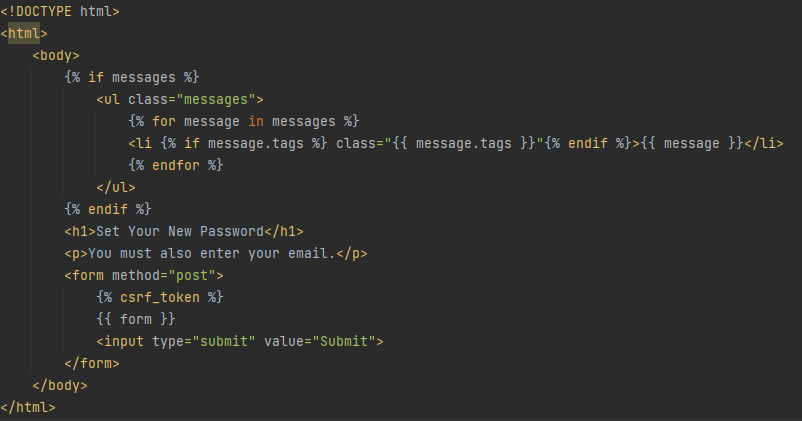 <!DOCTYPE html>
<html>
    <body>
        {% if messages %}
            <ul class="messages">
                {% for message in messages %}
                <li {% if message.tags %} class="{{ message.tags }}"{% endif %}>{{ message }}</li>
                {% endfor %}
            </ul>
        {% endif %}
        <h1>Set Your New Password</h1>
        <p>You must also enter your email.</p>
        <form method="post">
            {% csrf_token %}
            {{ form }}
            <input type="submit" value="Submit">
        </form>
    </body>
</html>